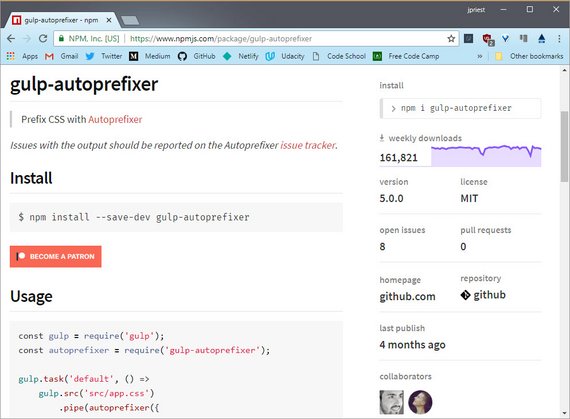 jpriest
gulp-autoprefixer - npm
NPM, Inc. [US] | https://www.npmjs.com/package/gulp-autoprefixer
Apps Gmail Twitter Medium GitHub Netlify Udacity Code School Free Code Camp » Other bookmarks
gulp-autoprefixer
Prefix CSS with Autoprefixer
Issues with the output should be reported on the Autoprefixer issue tracker.
Install
$ npm install --save-dev gulp-autoprefixer
BECOME A PATRON
Usage
const gulp = require('gulp');
const autoprefixer = require('gulp-autoprefixer');
gulp.task('default', () =>
gulp.src('src/app.css')
.pipe(autoprefixer({
install
> npm i gulp-autoprefixer
weekly downloads
161,821
version license
5.0.0 MIT
open issues pull requests
8 0
homepage repository
github.com github
last publish
4 months ago
collaborators